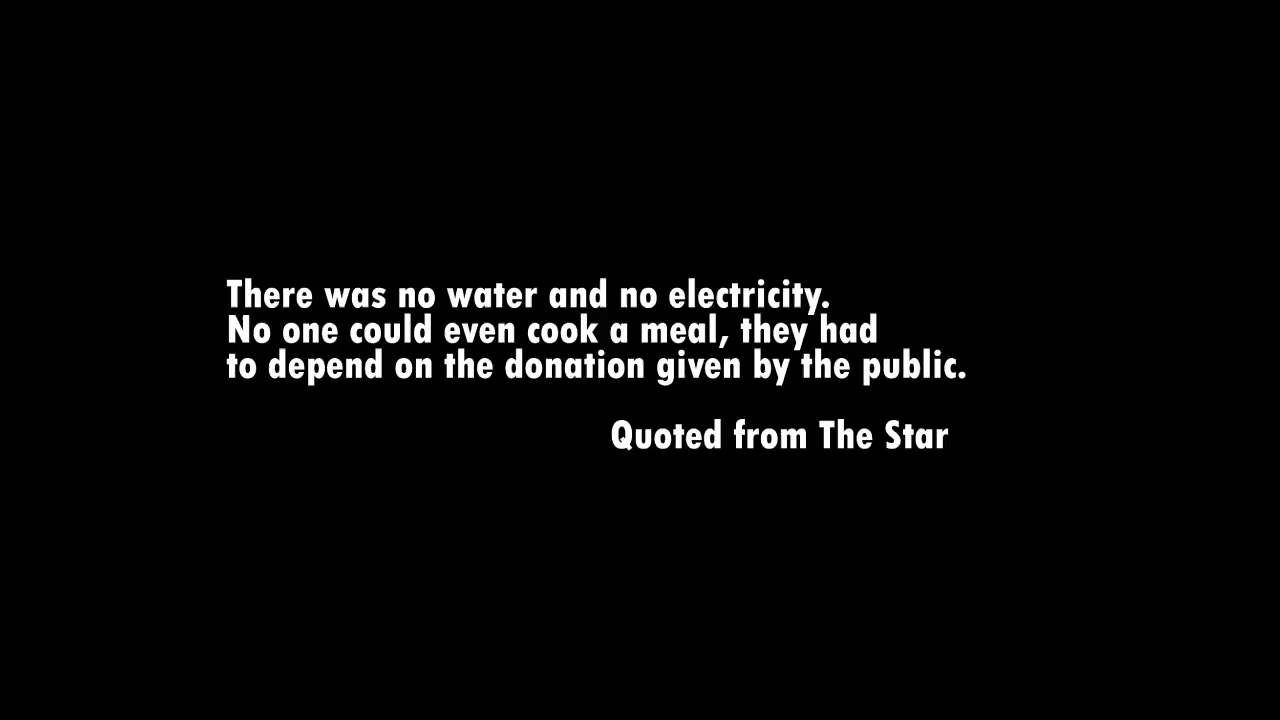 There was no water and no electricity.
No one could even cook a meal, they had
to depend on the donation given by the public.
Quoted from The Star